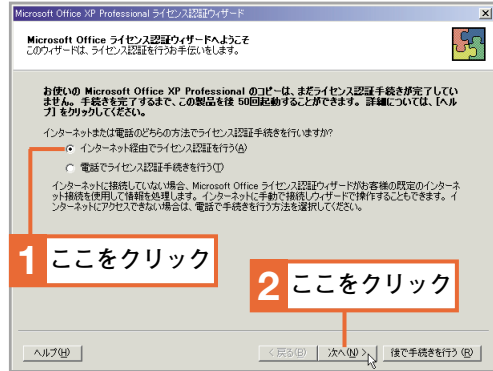 Microsoft Office XP Professional ライセンス認証ウィザード
Microsoft Office ライセンス認証ウィザードへようこそ
このウィザードは、ライセンス認証を行うお手伝いをします。
お使いの Microsoft Office XP Professional のコピーは、まだライセンス認証手続きが完了してい
ません。手続きを完了するまで、この製品を後 50回起動することができます。詳細については、[ヘル
プ] をクリックしてください。
インターネットまたは電話のどちらの方法でライセンス認証手続きを行いますか?
インターネット経由でライセンス認証を行う(A)
電話でライセンス認証手続きを行う(T)
インターネットに接続していない場合、Microsoft Office ライセンス認証ウィザードがお客様の既定のインターネ
ット接続を使用して情報を処理します。インターネットに手動で接続しウィザードで操作することもできます。イ
ンターネットにアクセスできない場合は、電話で手続きを行う方法を選択してください。
1 ここをクリック
2 ここをクリック
ヘルプ(H)
< 戻る(B)
次へ(N) >
後で手続きを行う(R)